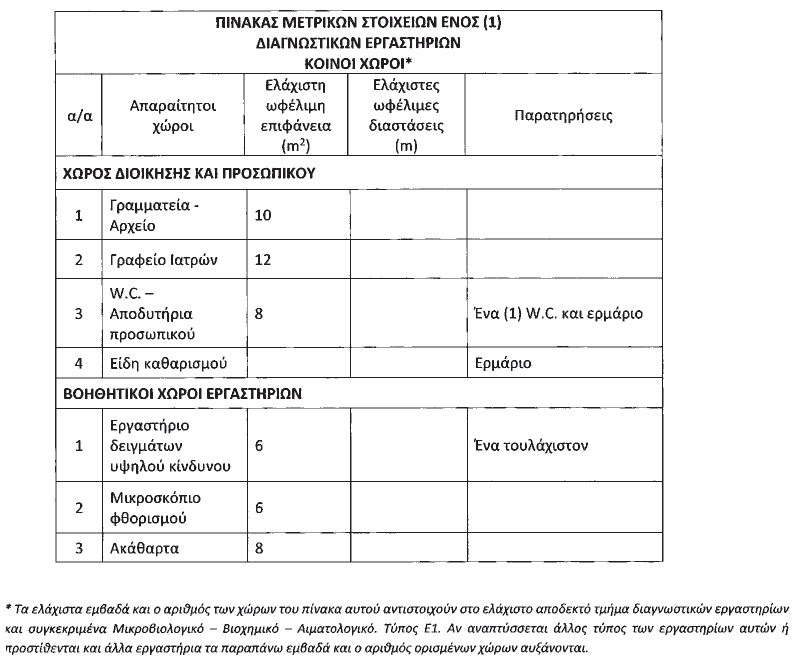 ΠΙΝΑΚΑΣ ΜΕΤΡΙΚΩΝ ΣΤΟΙΧΕΙΩΝ ΕΝΟΣ (1)
ΔΙΑΓΝΩΣΤΙΚΩΝ ΕΡΓΑΣΤΗΡΙΩΝ
ΚΟΙΝΟΙ ΧΩΡΟΙ*
α/α
Απαραίτητοι
χώροι
Ελάχιστη
ωφέλιμη
επιφάνεια
(m²)
Ελάχιστες
ωφέλιμες
διαστάσεις
(m)
Παρατηρήσεις
ΧΩΡΟΣ ΔΙΟΙΚΗΣΗΣ ΚΑΙ ΠΡΟΣΩΠΙΚΟΥ
1
Γραμματεία -
Αρχείο
10
2
Γραφείο Ιατρών
12
3
W.C. –
Αποδυτήρια
προσωπικού
8
Ένα (1) W.C. και ερμάριο
4
Είδη καθαρισμού
Ερμάριο
ΒΟΗΘΗΤΙΚΟΙ ΧΩΡΟΙ ΕΡΓΑΣΤΗΡΙΩΝ
1
Εργαστήριο
δειγμάτων
υψηλού κίνδυνου
6
Ένα τουλάχιστον
2
Μικροσκόπιο
φθορισμού
6
3
Ακάθαρτα
8
* Τα ελάχιστα εμβαδά και ο αριθμός των χώρων του πίνακα αυτού αντιστοιχούν στο ελάχιστο αποδεκτό τμήμα διαγνωστικών εργαστηρίων
και συγκεκριμένα Μικροβιολογικό – Βιοχημικό – Αιματολογικό. Τύπος Ε1. Αν αναπτύσσεται άλλος τύπος των εργαστηρίων αυτών ή
προστίθενται και άλλα εργαστήρια τα παραπάνω εμβαδά και ο αριθμός ορισμένων χώρων αυξάνονται.